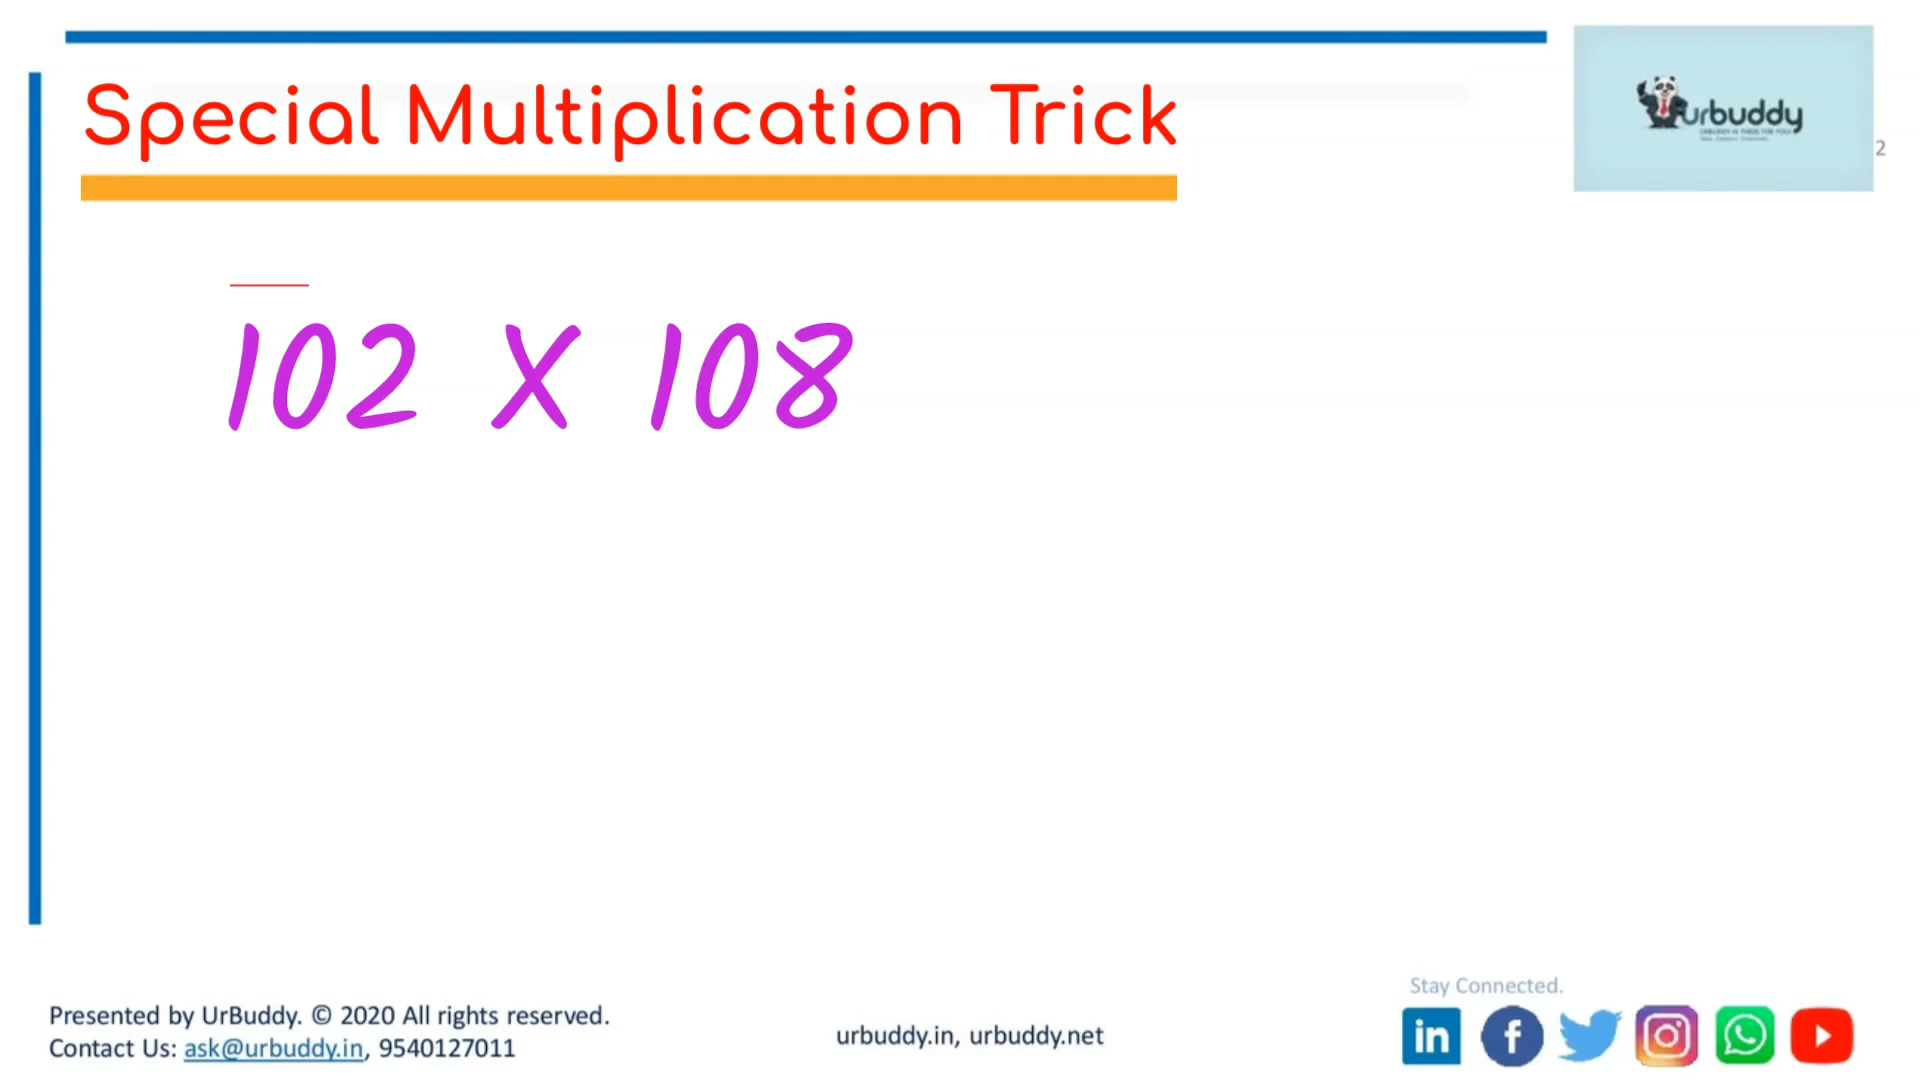 Special Multiplication Trick
urbuddy
2
102 X 108
Stay Connected.
Presented by UrBuddy. © 2020 All rights reserved.
Contact Us: ask@urbuddy.in, 9540127011
urbuddy.in, urbuddy.net